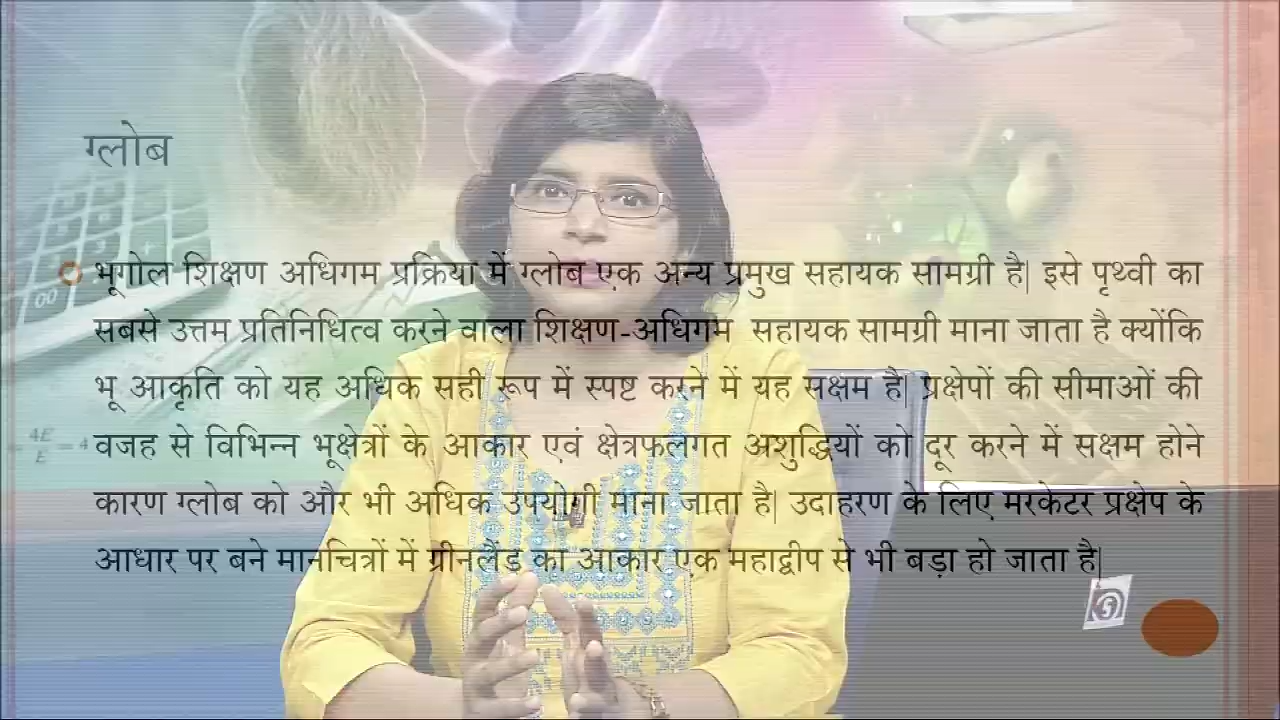 ग्लोब
भूगोल शिक्षण अधिगम प्रक्रिया में ग्लोब एक अन्य प्रमुख सहायक सामग्री है| इसे पृथ्वी का
सबसे उत्तम प्रतिनिधित्व करने वाला शिक्षण-अधिगम सहायक सामग्री माना जाता है क्योंकि
भू आकृति को यह अधिक सही रूप में स्पष्ट करने में यह सक्षम है| प्रक्षेपों की सीमाओं की
वजह से विभिन्न भूक्षेत्रों के आकार एवं क्षेत्रफलगत अशुद्धियों को दूर करने में सक्षम होने
4E/E = 4
कारण ग्लोब को और भी अधिक उपयोगी माना जाता है| उदाहरण के लिए मरकेटर प्रक्षेप के
आधार पर बने मानचित्रों में ग्रीनलैंड का आकार एक महाद्वीप से भी बड़ा हो जाता है|